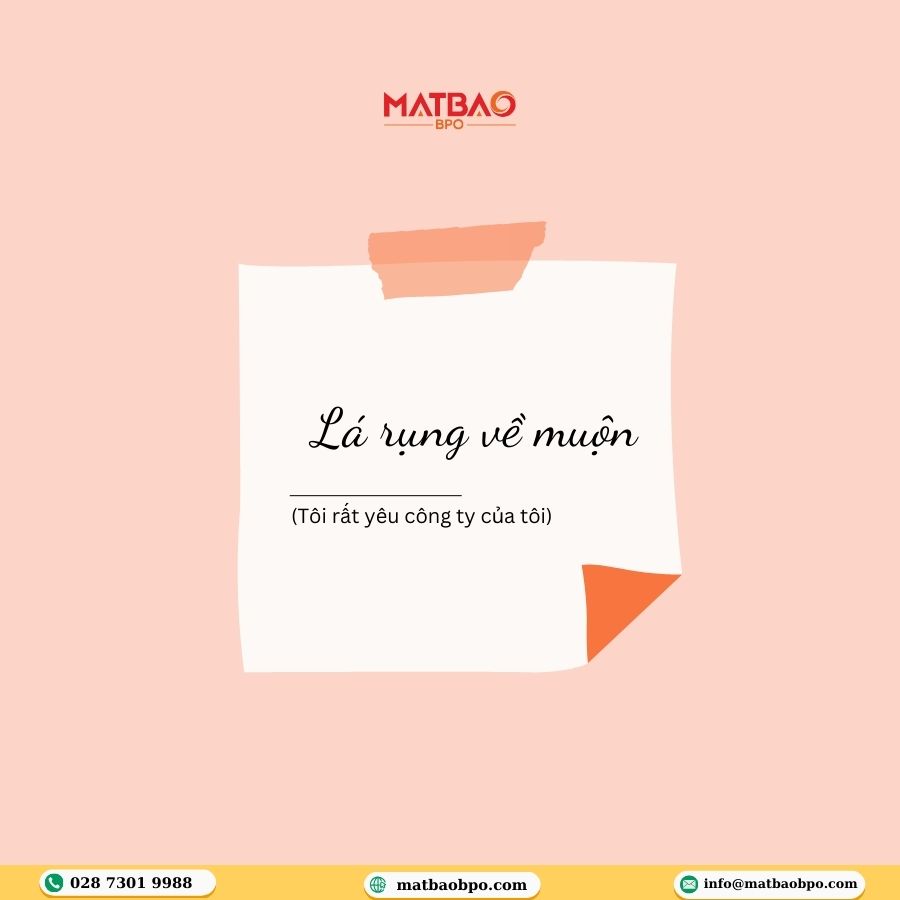 MATBAO
BPO
Lá rụng về muộn
(Tôi rất yêu công ty của tôi)
028 7301 9988
matbaobpo.com
info@matbaobpo.com